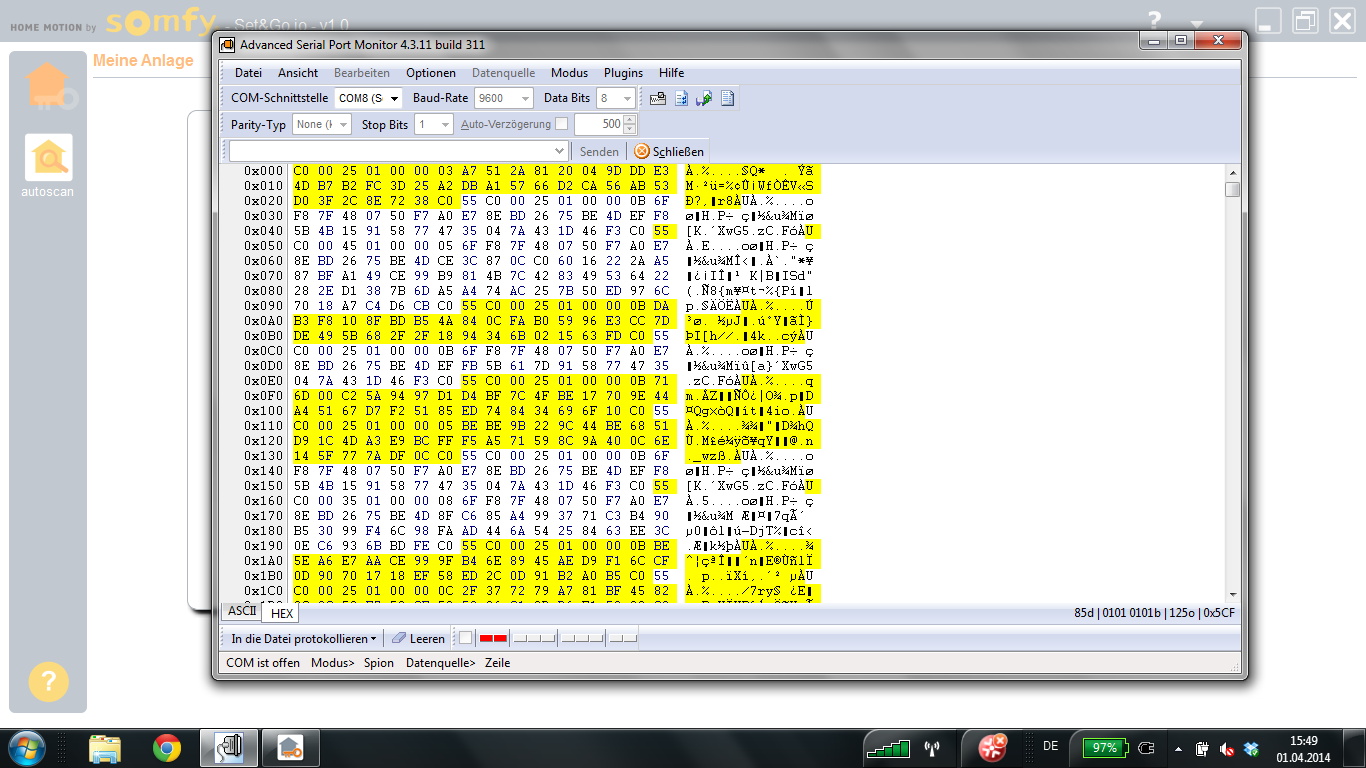 HOME MOTION by somfy - Set&Go io - v1.0
Meine Anlage
autoscan
Advanced Serial Port Monitor 4.3.11 build 311
Datei Ansicht Bearbeiten Optionen Datenquelle Modus Plugins Hilfe
COM-Schnittstelle COM8 (S Baud-Rate 9600 Data Bits 8
Parity-Typ None (k Stop Bits 1 Auto-Verzögerung 500
Senden Schließen
0x000 C0 00 25 01 00 00 03 A7 51 2A 81 20 04 9D DD E3
0x010 4D B7 B2 FC 3D 25 A2 DB A1 57 66 D2 CA 56 AB 53
0x020 D0 3F 2C 8E 72 38 C0 55 C0 00 25 01 00 00 0B 6F
0x030 F8 7F 48 07 50 F7 A0 E7 8E BD 26 75 BE 4D EF F8
0x040 5B 4B 15 91 58 77 47 35 04 7A 43 1D 46 F3 C0 55
0x050 C0 00 45 01 00 00 05 6F F8 7F 48 07 50 F7 A0 E7
0x060 8E BD 26 75 BE 4D CE 3C 87 0C C0 60 16 22 2A A5
0x070 87 BF A1 49 CE 99 B9 81 4B 7C 42 83 49 53 64 22
0x080 28 2E D1 38 7B 6D A5 A4 74 AC 25 7B 50 ED 97 6C
0x090 70 18 A7 C4 D6 CB C0 55 C0 00 25 01 00 00 0B DA
0x0A0 B3 F8 10 8F BD B5 4A 84 0C FA B0 59 96 E3 CC 7D
0x0B0 DE 49 5B 68 2F 2F 18 94 34 6B 02 15 63 FD C0 55
0x0C0 C0 00 25 01 00 00 0B 6F F8 7F 48 07 50 F7 A0 E7
0x0D0 8E BD 26 75 BE 4D EF FB 5B 61 7D 91 58 77 47 35
0x0E0 04 7A 43 1D 46 F3 C0 55 C0 00 25 01 00 00 0B 71
0x0F0 6D 00 C2 5A 94 97 D1 D4 BF 7C 4F BE 17 70 9E 44
0x100 A4 51 67 D7 F2 51 85 ED 74 84 34 69 6F 10 C0 55
0x110 C0 00 25 01 00 00 05 BE BE 9B 22 9C 44 BE 68 51
0x120 D9 1C 4D A3 E9 BC FF F5 A5 71 59 8C 9A 40 0C 6E
0x130 14 5F 77 7A DF 0C C0 55 C0 00 25 01 00 00 0B 6F
0x140 F8 7F 48 07 50 F7 A0 E7 8E BD 26 75 BE 4D EF F8
0x150 5B 4B 15 91 58 77 47 35 04 7A 43 1D 46 F3 C0 55
0x160 C0 00 35 01 00 00 08 6F F8 7F 48 07 50 F7 A0 E7
0x170 8E BD 26 75 BE 4D 8F C6 85 A4 99 37 71 C3 B4 90
0x180 B5 30 99 F4 6C 98 FA AD 44 6A 54 25 84 63 EE 3C
0x190 0E C6 93 6B BD FE C0 55 C0 00 25 01 00 00 0B BE
0x1A0 5E A6 E7 AA CE 99 9F B4 6E 89 45 AE D9 F1 6C CF
0x1B0 0D 90 70 17 18 EF 58 ED 2C 0D 91 B2 A0 B5 C0 55
0x1C0 C0 00 25 01 00 00 0C 2F 37 72 79 A7 81 BF 45 82
ASCII HEX 85d | 0101 0101b | 125o | 0x5CF
In die Datei protokollieren Leeren
COM ist offen Modus> Spion Datenquelle> Zeile
DE 97% 15:49
01.04.2014